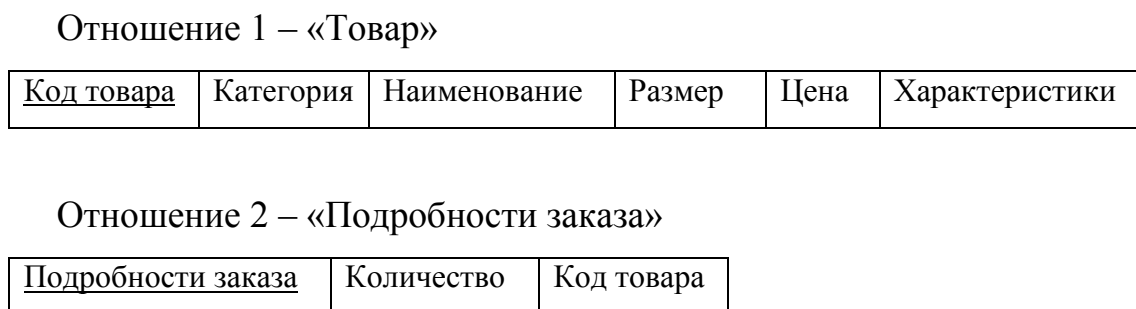 Отношение 1 – «Товар»
Код товара Категория Наименование Размер Цена Характеристики
Отношение 2 – «Подробности заказа»
Подробности заказа Количество Код товара